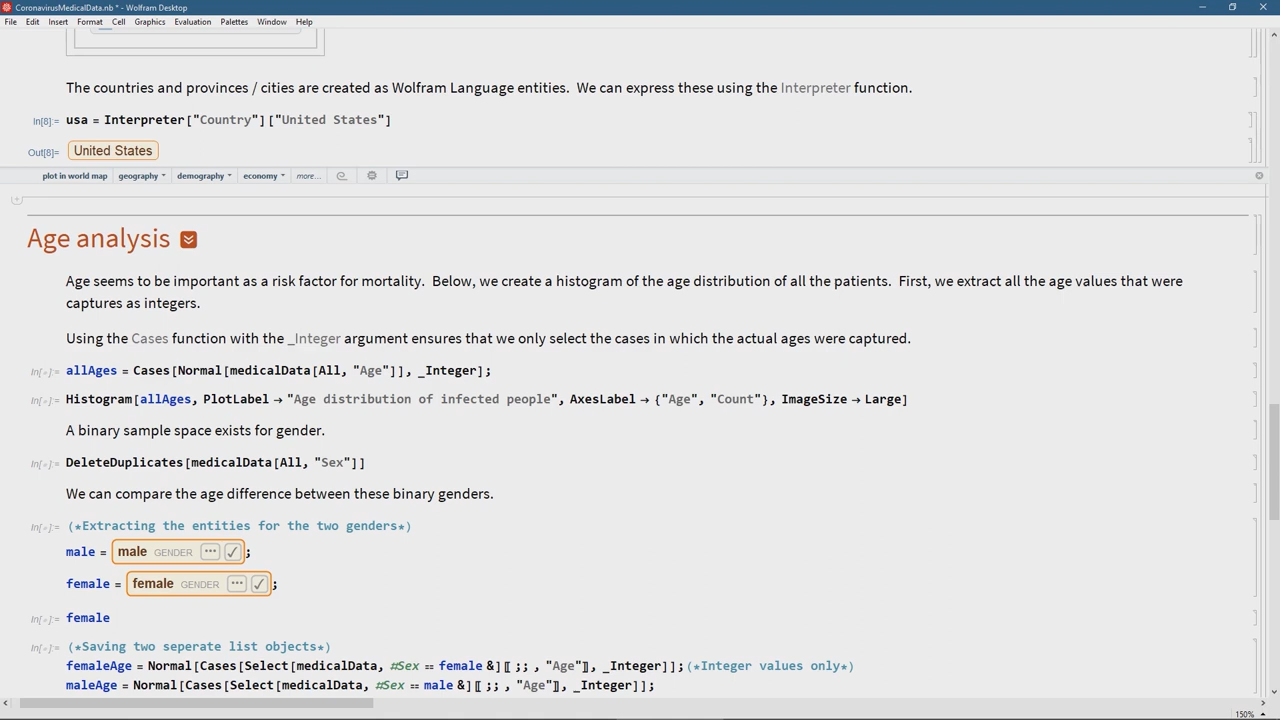 CoronavirusMedicalData.nb * - Wolfram Desktop
File Edit Insert Format Cell Graphics Evaluation Palettes Window Help
The countries and provinces / cities are created as Wolfram Language entities. We can express these using the Interpreter function.
In[8]:= usa = Interpreter["Country"]["United States"]
Out[8]= United States
plot in world map geography demography economy more...
Age analysis
Age seems to be important as a risk factor for mortality. Below, we create a histogram of the age distribution of all the patients. First, we extract all the age values that were
captures as integers.
Using the Cases function with the _Integer argument ensures that we only select the cases in which the actual ages were captured.
In[∘]:= allAges = Cases[Normal[medicalData[All, "Age"]], _Integer];
In[∘]:= Histogram[allAges, PlotLabel → "Age distribution of infected people", AxesLabel → {"Age", "Count"}, ImageSize → Large]
A binary sample space exists for gender.
In[∘]:= DeleteDuplicates[medicalData[All, "Sex"]]
We can compare the age difference between these binary genders.
In[∘]:= (*Extracting the entities for the two genders*)
male = male GENDER ··· ✓ ;
female = female GENDER ··· ✓ ;
In[∘]:= female
In[∘]:= (*Saving two seperate list objects*)
femaleAge = Normal[Cases[Select[medicalData, #Sex == female &]〚 ;; , "Age"〛, _Integer]]; (*Integer values only*)
maleAge = Normal[Cases[Select[medicalData, #Sex == male &]〚 ;; , "Age"〛, _Integer]];
150%